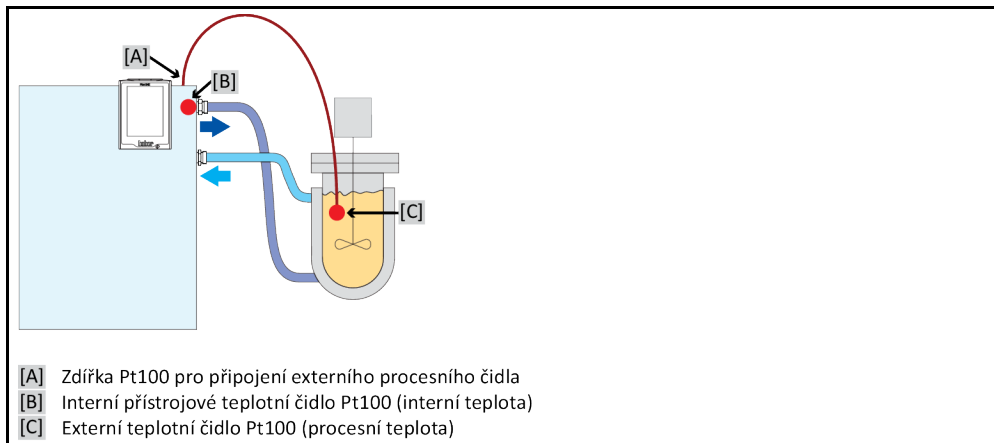 [A]
[B]
huber
[C]
[A] Zdířka Pt100 pro připojení externího procesního čidla
[B] Interní přístrojové teplotní čidlo Pt100 (interní teplota)
[C] Externí teplotní čidlo Pt100 (procesní teplota)